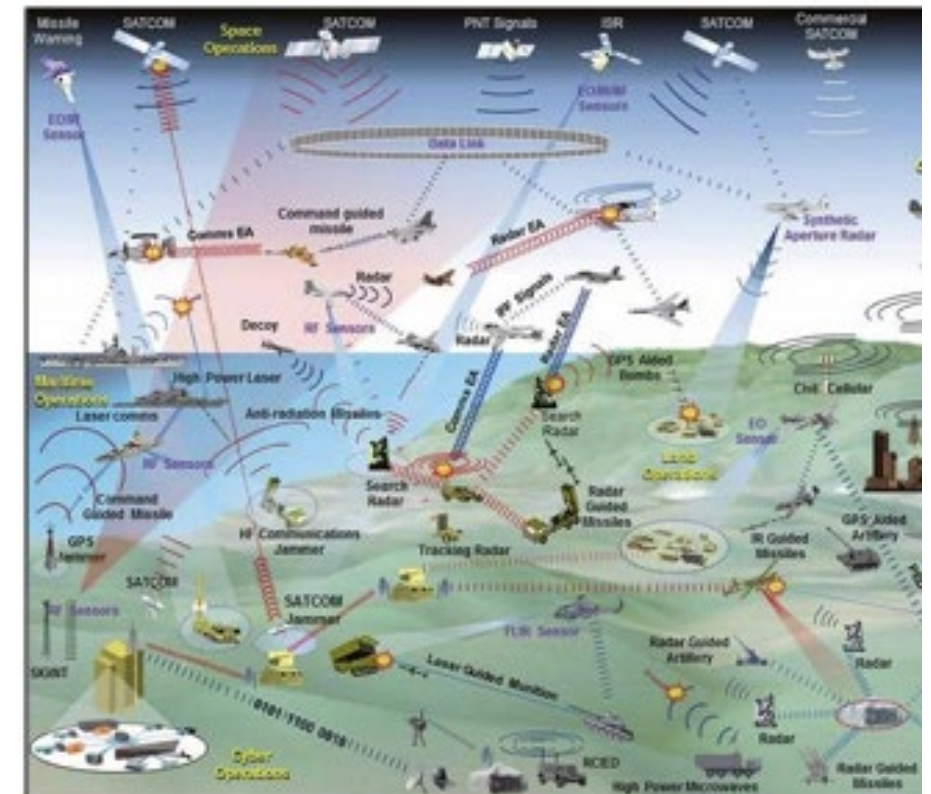 Missile
Warning
SATCOM
Space
Operations
SATCOM
PNT Signals
ISR
SATCOM
Commercial
SATCOM
EO/IR
Sensor
EO/IR/RF
Sensors
Data Link
Command guided
missile
Comms EA
Radar EA
Synthetic
Aperture Radar
Radar
RF Sensors
Decoy
RF Signals
Radar
Radar EA
GPS Aided
Bombs
Civil Cellular
Maritime
Operations
High Power Laser
Laser comms
Anti-radiation Missiles
Comms EA
Search
Radar
EO
Sensor
RF Sensors
Land
Operations
Command
Guided Missile
Search
Radar
Radar
Guided
Missiles
GPS
Jammer
HF Communications
Jammer
Tracking Radar
IR Guided
Missiles
GPS Aided
Artillery
SATCOM
RF Sensors
SATCOM
Jammer
FLIR Sensor
Radar Guided
Artillery
Radar
SIGINT
Laser Guided Munition
0101 1100 0010
Radar
Cyber
Operations
RCIED
High Power Microwaves
Radar Guided
Missiles